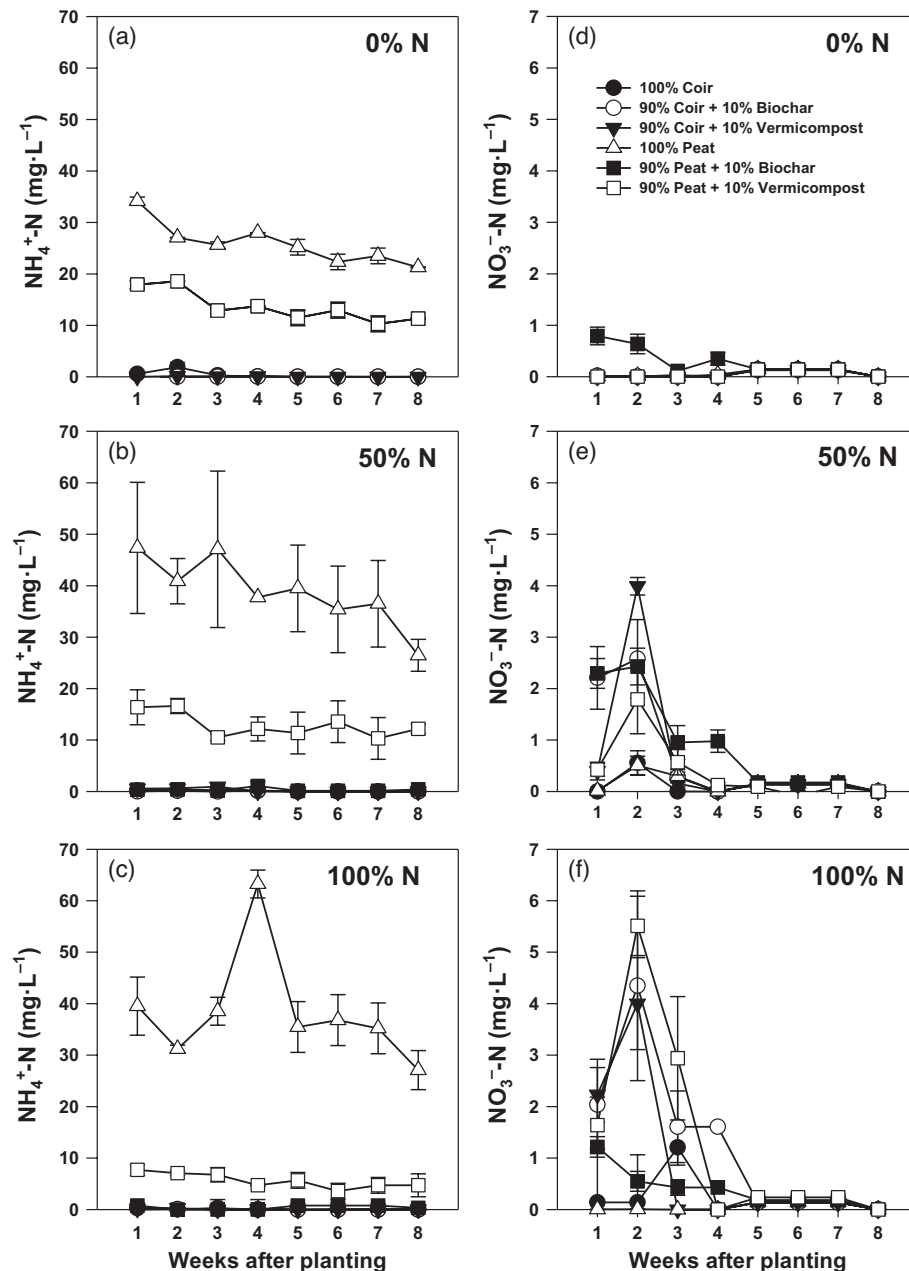 (a) 0% N
70
60
50
40
30
20
10
0
NH₄⁺-N (mg·L⁻¹)
1 2 3 4 5 6 7 8
(d) 0% N
7
6
5
4
3
2
1
0
NO₃⁻-N (mg·L⁻¹)
100% Coir
90% Coir + 10% Biochar
90% Coir + 10% Vermicompost
100% Peat
90% Peat + 10% Biochar
90% Peat + 10% Vermicompost
1 2 3 4 5 6 7 8
(b) 50% N
70
60
50
40
30
20
10
0
NH₄⁺-N (mg·L⁻¹)
1 2 3 4 5 6 7 8
(e) 50% N
7
6
5
4
3
2
1
0
NO₃⁻-N (mg·L⁻¹)
1 2 3 4 5 6 7 8
(c) 100% N
70
60
50
40
30
20
10
0
NH₄⁺-N (mg·L⁻¹)
1 2 3 4 5 6 7 8
Weeks after planting
(f) 100% N
7
6
5
4
3
2
1
0
NO₃⁻-N (mg·L⁻¹)
1 2 3 4 5 6 7 8
Weeks after planting